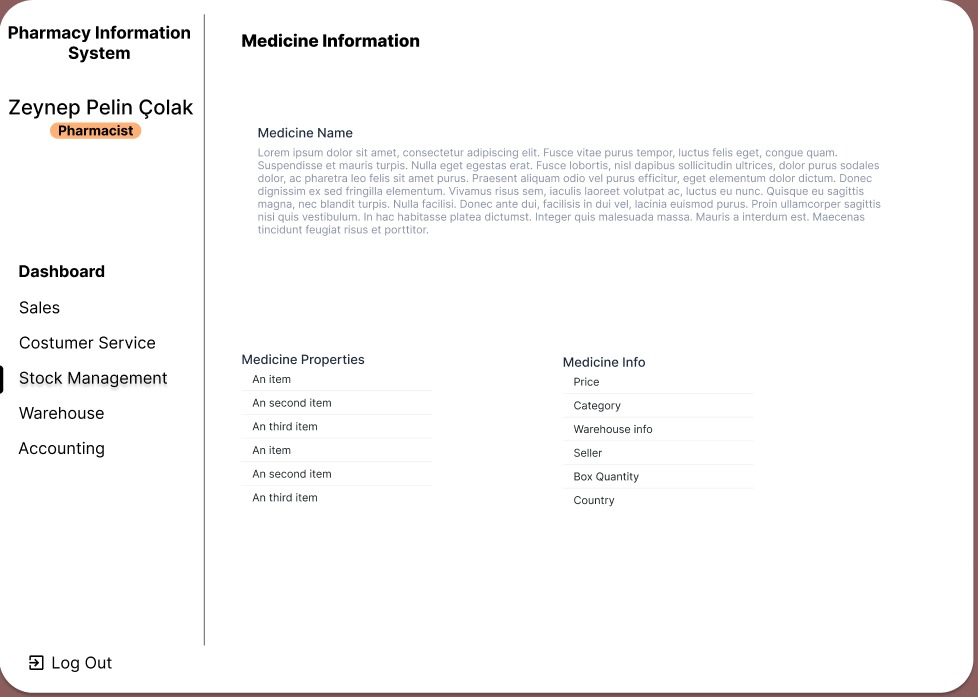 Pharmacy Information
System
Zeynep Pelin Çolak
Pharmacist
Dashboard
Sales
Costumer Service
Stock Management
Warehouse
Accounting
Log Out
Medicine Information
Medicine Name
Lorem ipsum dolor sit amet, consectetur adipiscing elit. Fusce vitae purus tempor, luctus felis eget, congue quam.
Suspendisse et mauris turpis. Nulla eget egestas erat. Fusce lobortis, nisl dapibus sollicitudin ultrices, dolor purus sodales
dolor, ac pharetra leo felis sit amet purus. Praesent aliquam odio vel purus efficitur, eget elementum dolor dictum. Donec
dignissim ex sed fringilla elementum. Vivamus risus sem, iaculis laoreet volutpat ac, luctus eu nunc. Quisque eu sagittis
magna, nec blandit turpis. Nulla facilisi. Donec ante dui, facilisis in dui vel, lacinia euismod purus. Proin ullamcorper sagittis
nisi quis vestibulum. In hac habitasse platea dictumst. Integer quis malesuada massa. Mauris a interdum est. Maecenas
tincidunt feugiat risus et porttitor.
Medicine Properties
An item
An second item
An third item
An item
An second item
An third item
Medicine Info
Price
Category
Warehouse info
Seller
Box Quantity
Country